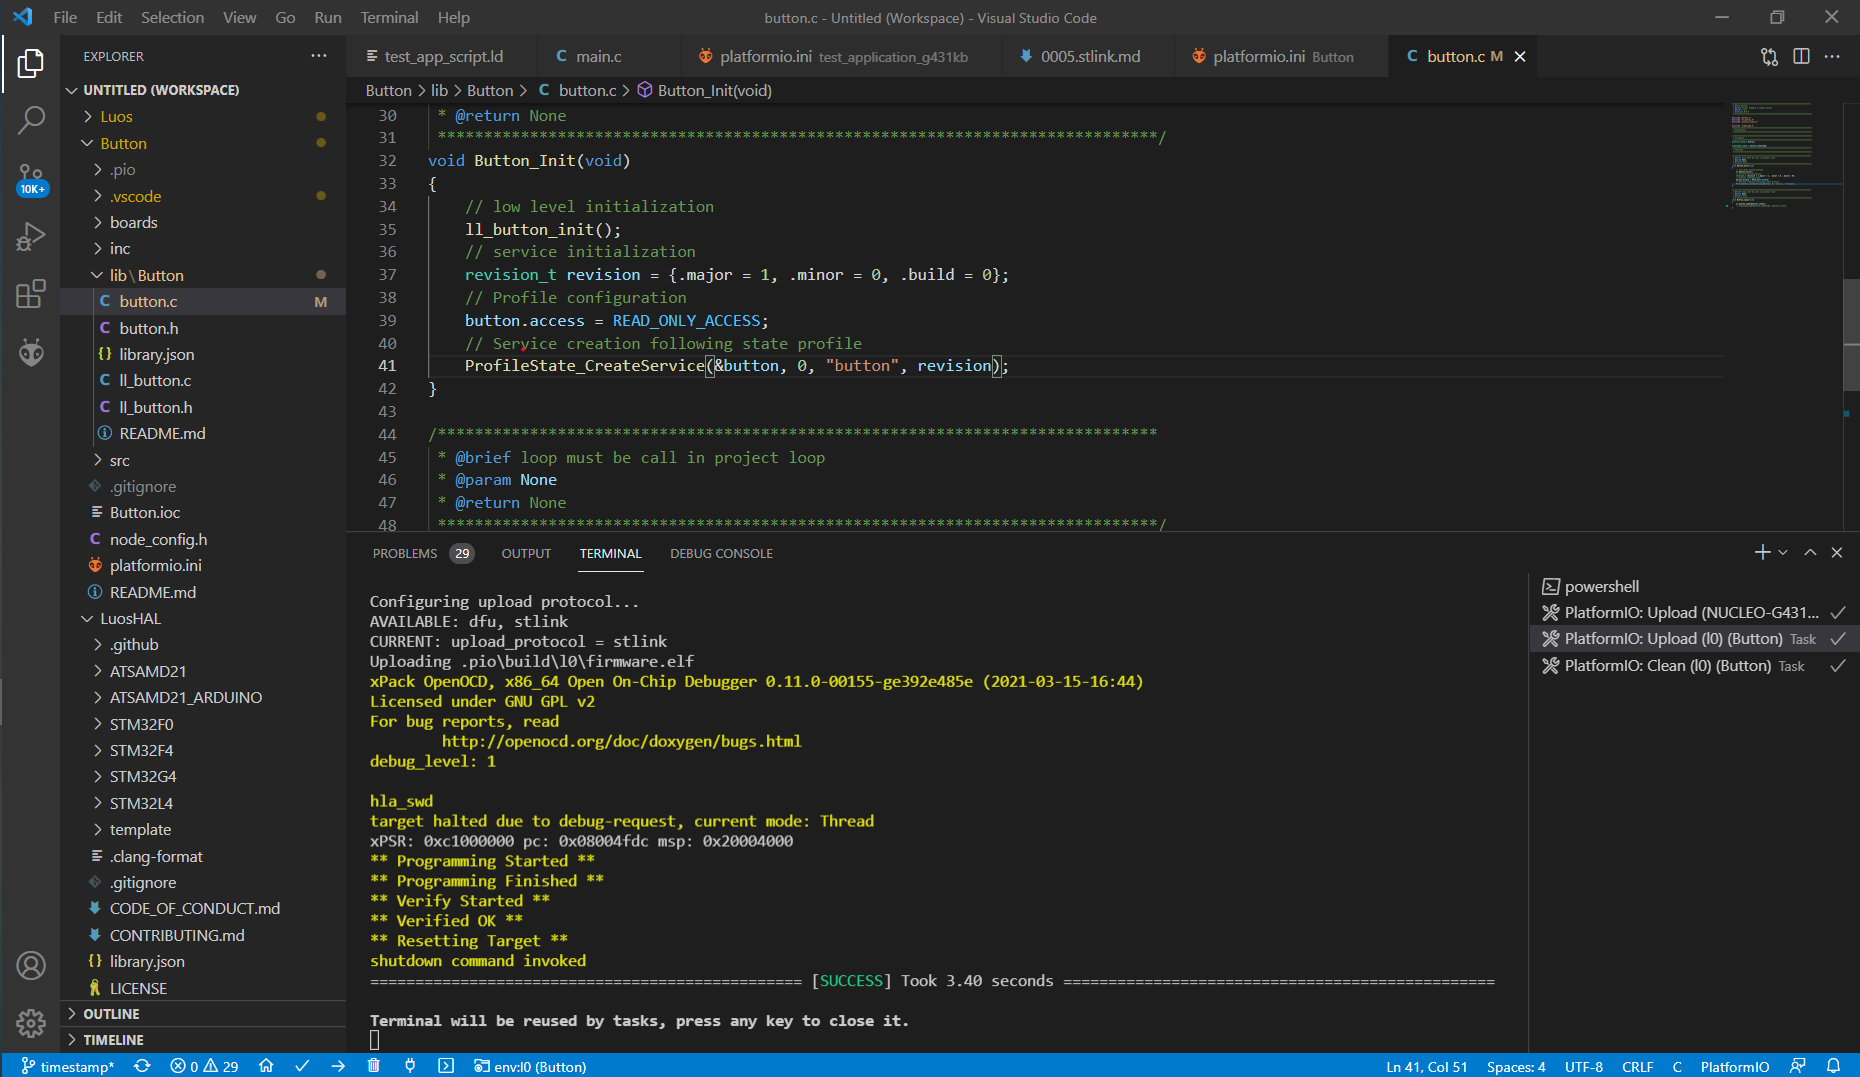 File Edit Selection View Go Run Terminal Help
button.c - Untitled (Workspace) - Visual Studio Code
EXPLORER
UNTITLED (WORKSPACE)
Luos
Button
.pio
.vscode
boards
inc
lib\Button
button.c M
button.h
library.json
ll_button.c
ll_button.h
README.md
src
.gitignore
Button.ioc
node_config.h
platformio.ini
README.md
LuosHAL
.github
ATSAMD21
ATSAMD21_ARDUINO
STM32F0
STM32F4
STM32G4
STM32L4
template
.clang-format
.gitignore
CODE_OF_CONDUCT.md
CONTRIBUTING.md
library.json
LICENSE
OUTLINE
TIMELINE
10K+
test_app_script.ld
main.c
platformio.ini test_application_g431kb
0005.stlink.md
platformio.ini Button
button.c M
Button > lib > Button > C button.c > Button_Init(void)
30 * @return None
31 ******************************************************************************/
32 void Button_Init(void)
33 {
34 // low level initialization
35 ll_button_init();
36 // service initialization
37 revision_t revision = {.major = 1, .minor = 0, .build = 0};
38 // Profile configuration
39 button.access = READ_ONLY_ACCESS;
40 // Service creation following state profile
41 ProfileState_CreateService(&button, 0, "button", revision);
42 }
43
44 /******************************************************************************
45 * @brief loop must be call in project loop
46 * @param None
47 * @return None
48 ******************************************************************************/
PROBLEMS 29 OUTPUT TERMINAL DEBUG CONSOLE
Configuring upload protocol...
AVAILABLE: dfu, stlink
CURRENT: upload_protocol = stlink
Uploading .pio\build\l0\firmware.elf
xPack OpenOCD, x86_64 Open On-Chip Debugger 0.11.0-00155-ge392e485e (2021-03-15-16:44)
Licensed under GNU GPL v2
For bug reports, read
http://openocd.org/doc/doxygen/bugs.html
debug_level: 1
hla_swd
target halted due to debug-request, current mode: Thread
xPSR: 0xc1000000 pc: 0x08004fdc msp: 0x20004000
** Programming Started **
** Programming Finished **
** Verify Started **
** Verified OK **
** Resetting Target **
shutdown command invoked
================================================ [SUCCESS] Took 3.40 seconds ================================================
Terminal will be reused by tasks, press any key to close it.
powershell
PlatformIO: Upload (NUCLEO-G431...
PlatformIO: Upload (l0) (Button) Task
PlatformIO: Clean (l0) (Button) Task
timestamp* 0 29 env:l0 (Button)
Ln 41, Col 51 Spaces: 4 UTF-8 CRLF C PlatformIO